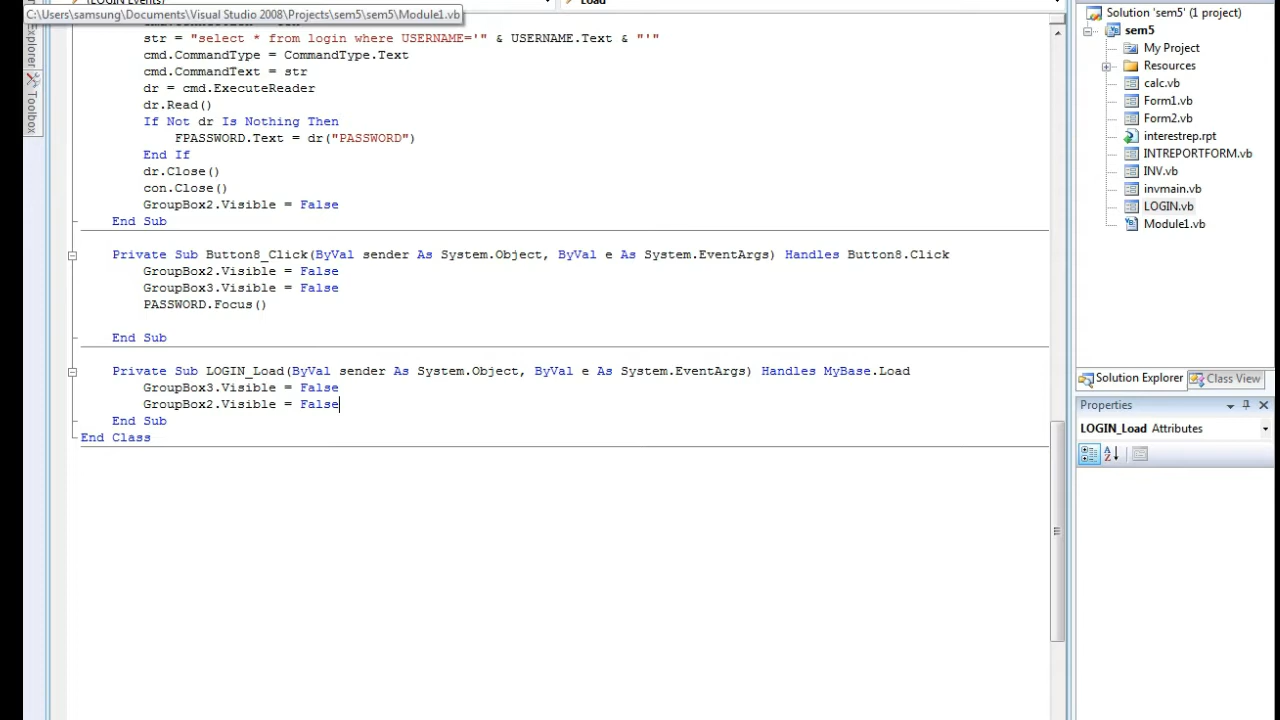 (LOGIN Events)
Load
C:\Users\samsung\Documents\Visual Studio 2008\Projects\sem5\sem5\Module1.vb
str = "select * from login where USERNAME='" & USERNAME.Text & "'"
cmd.CommandType = CommandType.Text
cmd.CommandText = str
dr = cmd.ExecuteReader
dr.Read()
If Not dr Is Nothing Then
FPASSWORD.Text = dr("PASSWORD")
End If
dr.Close()
con.Close()
GroupBox2.Visible = False
End Sub
Private Sub Button8_Click(ByVal sender As System.Object, ByVal e As System.EventArgs) Handles Button8.Click
GroupBox2.Visible = False
GroupBox3.Visible = False
PASSWORD.Focus()
End Sub
Private Sub LOGIN_Load(ByVal sender As System.Object, ByVal e As System.EventArgs) Handles MyBase.Load
GroupBox3.Visible = False
GroupBox2.Visible = False
End Sub
End Class
Explorer
Toolbox
Solution 'sem5' (1 project)
sem5
My Project
Resources
calc.vb
Form1.vb
Form2.vb
interestrep.rpt
INTREPORTFORM.vb
INV.vb
invmain.vb
LOGIN.vb
Module1.vb
Solution Explorer
Class View
Properties
LOGIN_Load Attributes